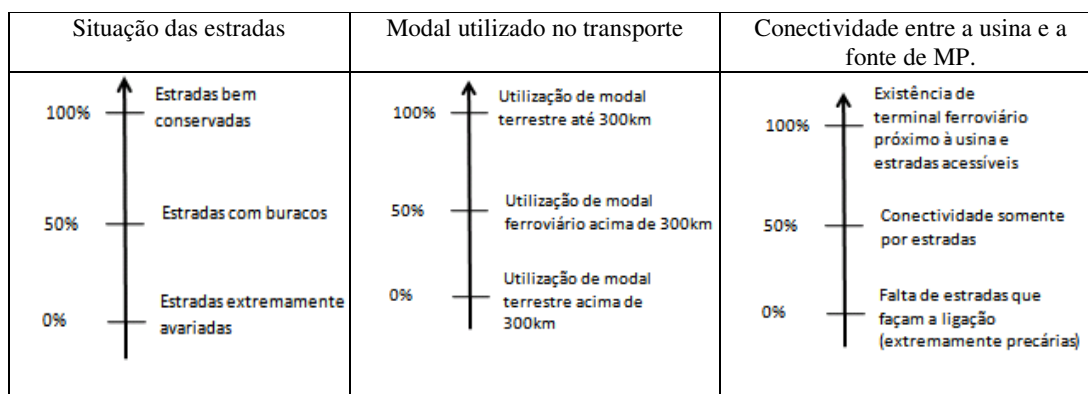 Situação das estradas
Modal utilizado no transporte
Conectividade entre a usina e a
fonte de MP.
100%
Estradas bem
conservadas
50%
Estradas com buracos
0%
Estradas extremamente
avariadas
100%
Utilização de modal
terrestre até 300km
50%
Utilização de modal
ferroviário acima de 300km
0%
Utilização de modal
terrestre acima de
300km
100%
Existência de
terminal ferroviário
próximo à usina e
estradas acessíveis
50%
Conectividade somente
por estradas
0%
Falta de estradas que
façam a ligação
(extremamente precárias)